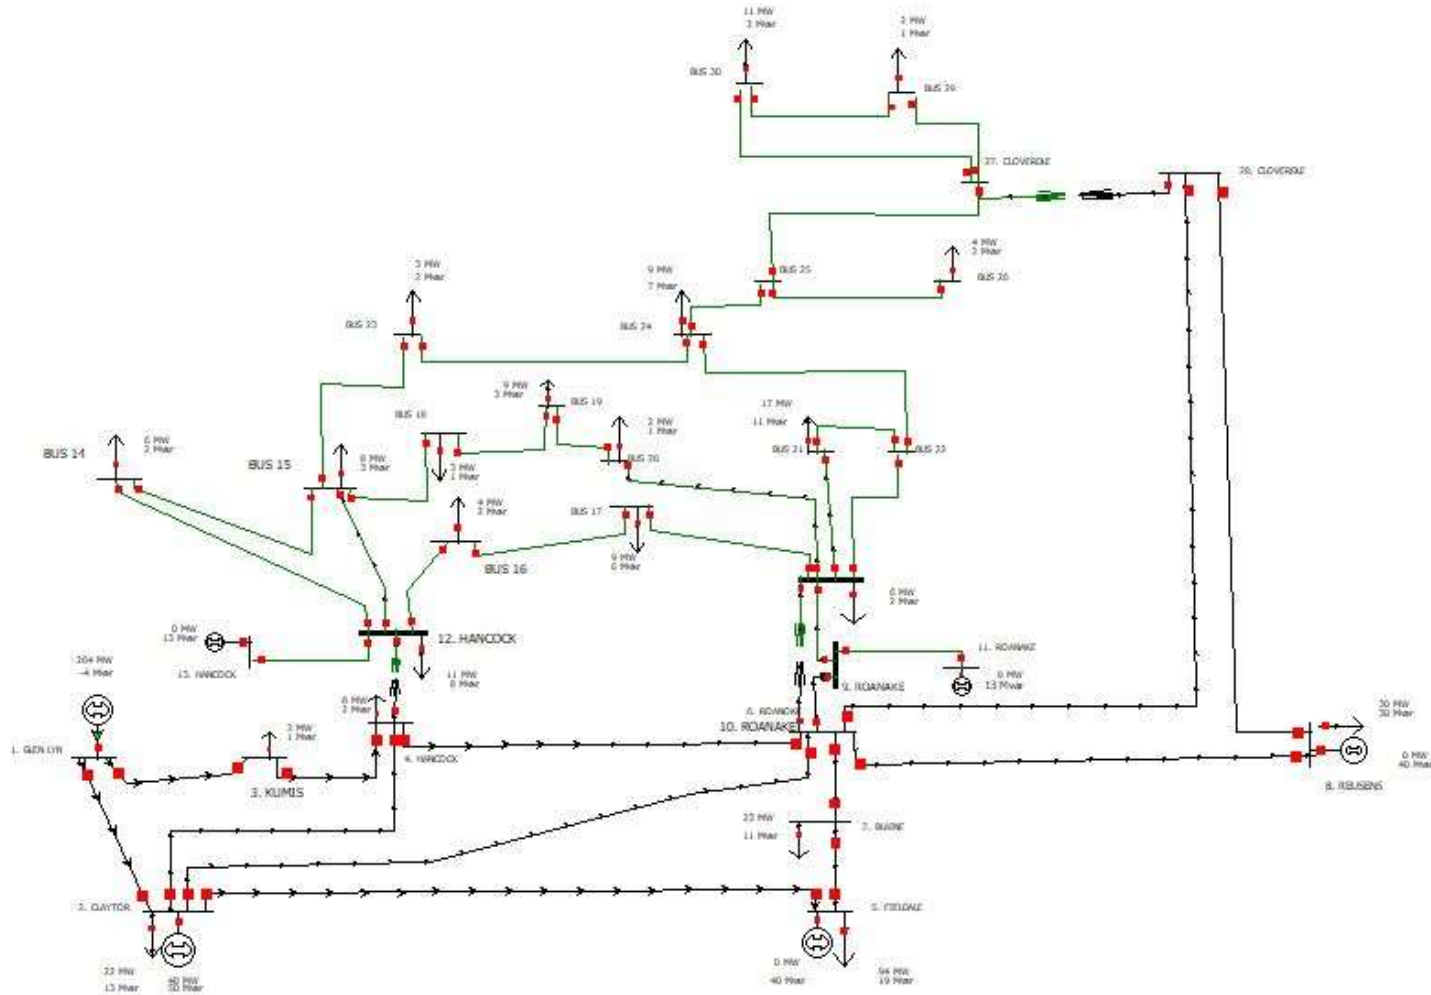 11 MW
2 Mvar
2 MW
1 Mvar
BUS 30
BUS 29
27. CLOVERDLE
28. CLOVERDLE
4 MW
2 Mvar
3 MW
2 Mvar
9 MW
7 Mvar
BUS 25
BUS 26
BUS 23
BUS 24
9 MW
3 Mvar
BUS 19
17 MW
11 Mvar
BUS 18
2 MW
1 Mvar
6 MW
2 Mvar
BUS 14
BUS 15
8 MW
3 Mvar
3 MW
1 Mvar
BUS 20
BUS 21
BUS 22
4 MW
2 Mvar
BUS 17
BUS 16
9 MW
6 Mvar
6 MW
2 Mvar
0 MW
13 Mvar
12. HANCOCK
11. ROANAKE
13. HANCOCK
11 MW
8 Mvar
0 MW
13 Mvar
264 MW
-4 Mvar
9. ROANAKE
8 MW
2 Mvar
6. ROANOKE
10. ROANAKE
30 MW
30 Mvar
2 MW
1 Mvar
1. GLEN LYN
4. HANCOCK
0 MW
40 Mvar
3. KUMIS
8. REUSENS
23 MW
11 Mvar
7. BLAINE
2. CLAYTOR
5. FIELDALE
22 MW
13 Mvar
40 MW
50 Mvar
0 MW
40 Mvar
94 MW
19 Mvar